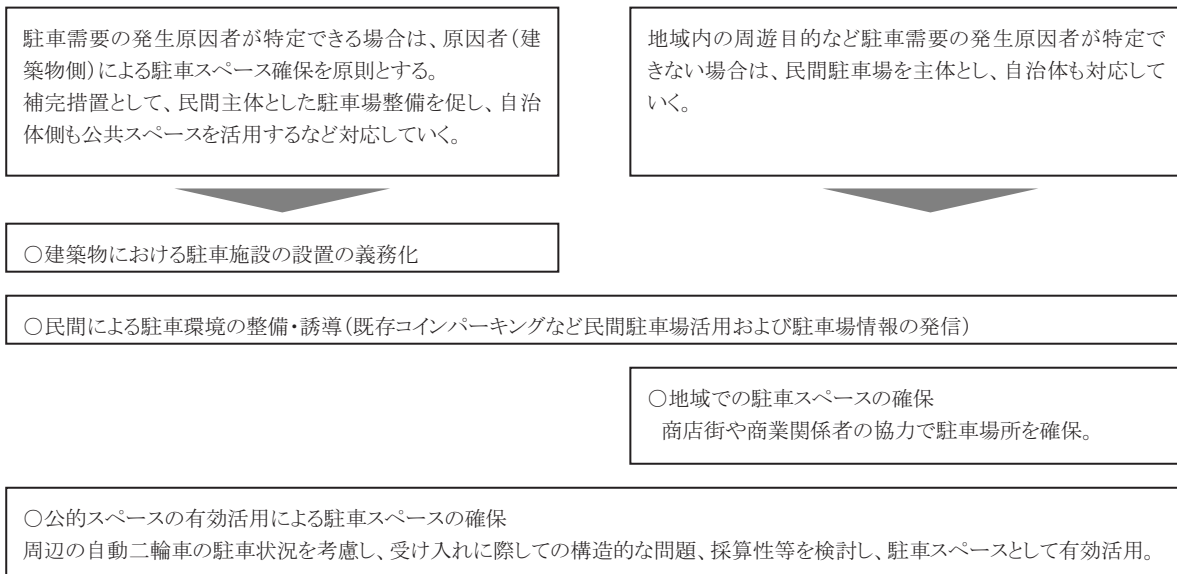 駐車需要の発生原因者が特定できる場合は、原因者（建
築物側）による駐車スペース確保を原則とする。
補完措置として、民間主体とした駐車場整備を促し、自治
体側も公共スペースを活用するなど対応していく。
地域内の周遊目的など駐車需要の発生原因者が特定で
きない場合は、民間駐車場を主体とし、自治体も対応して
いく。
○建築物における駐車施設の設置の義務化
○民間による駐車環境の整備・誘導（既存コインパーキングなど民間駐車場活用および駐車場情報の発信）
○地域での駐車スペースの確保
商店街や商業関係者の協力で駐車場所を確保。
○公的スペースの有効活用による駐車スペースの確保
周辺の自動二輪車の駐車状況を考慮し、受け入れに際しての構造的な問題、採算性等を検討し、駐車スペースとして有効活用。